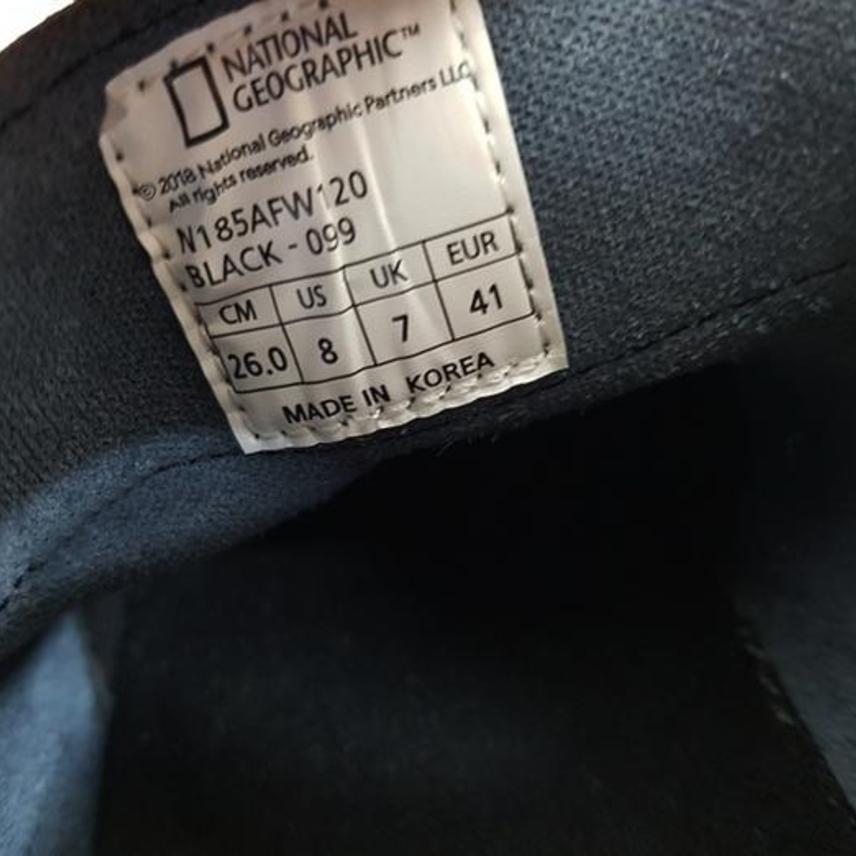 NATIONAL
GEOGRAPHIC™
© 2018 National Geographic Partners LLC
All rights reserved.
N185AFW120
BLACK - 099
CM US UK EUR
26.0 8 7 41
MADE IN KOREA